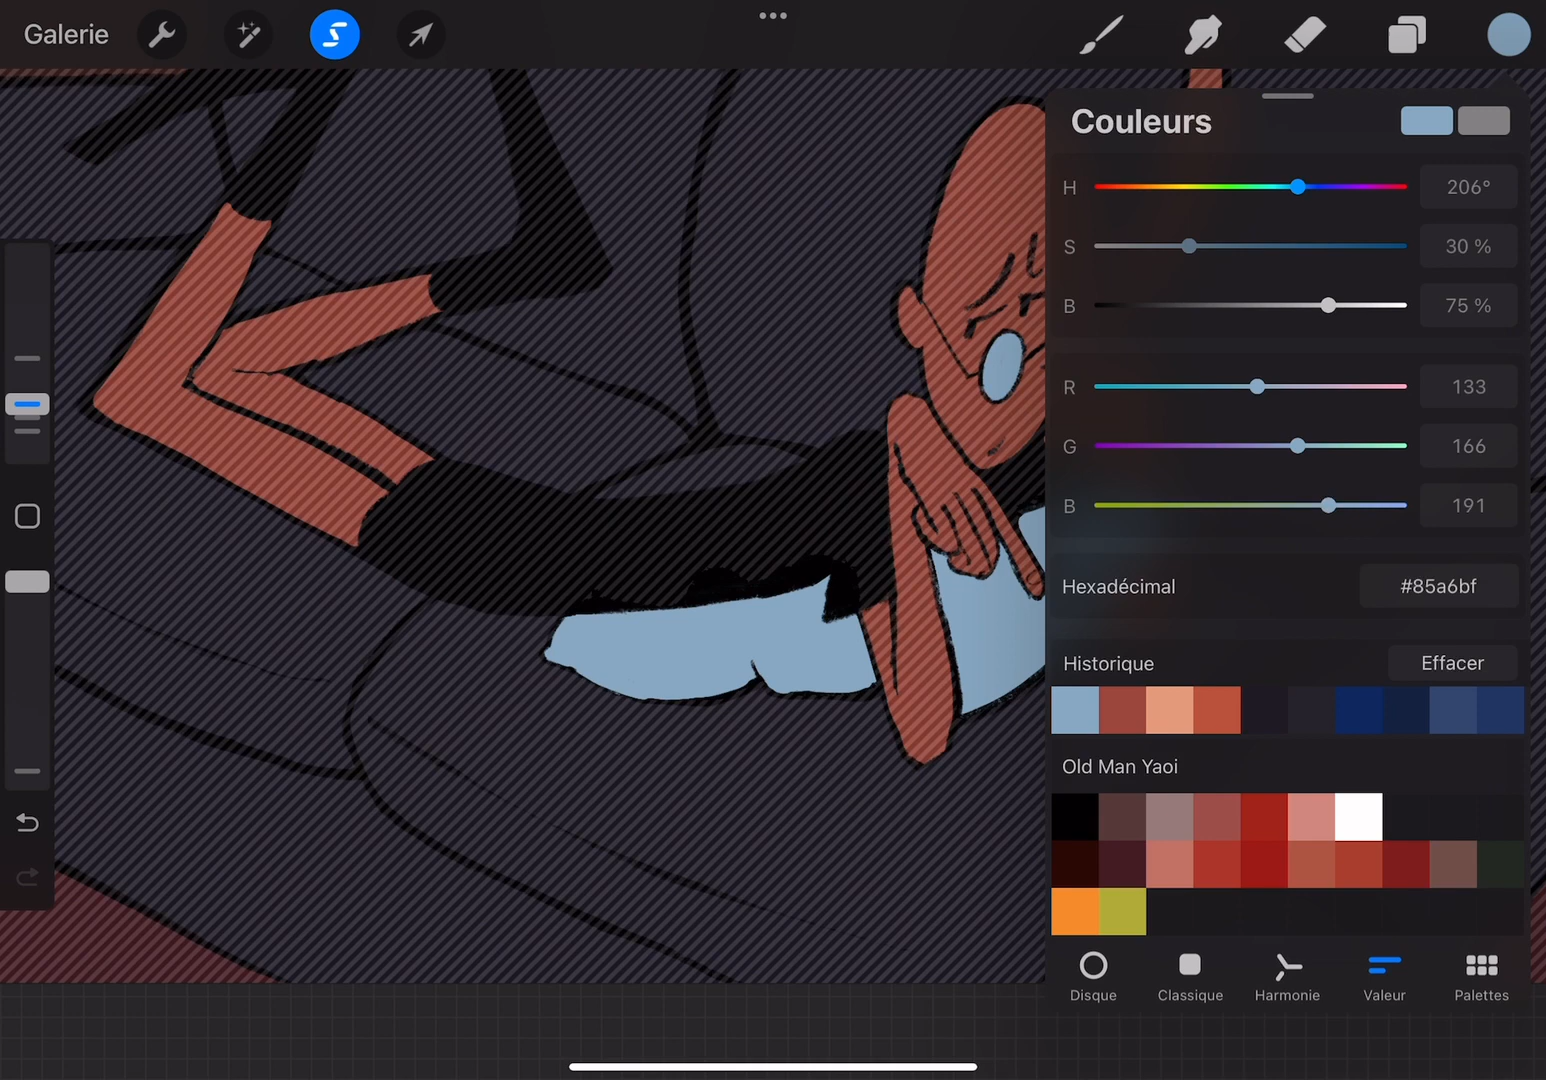 Galerie
Couleurs
H 206°
S 30 %
B 75 %
R 133
G 166
B 191
Hexadécimal #85a6bf
Historique Effacer
Old Man Yaoi
Disque Classique Harmonie Valeur Palettes